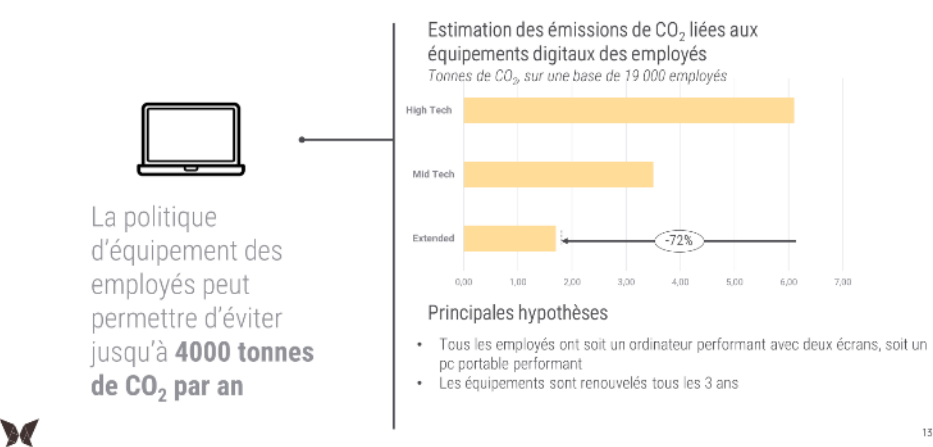 La politique
d'équipement des
employés peut
permettre d'éviter
jusqu'à 4000 tonnes
de CO₂ par an
Estimation des émissions de CO₂ liées aux
équipements digitaux des employés
Tonnes de CO₂, sur une base de 19 000 employés
High Tech
Mid Tech
Extended
-72%
0,00 1,00 2,00 3,00 4,00 5,00 6,00 7,00
Principales hypothèses
• Tous les employés ont soit un ordinateur performant avec deux écrans, soit un
pc portable performant
• Les équipements sont renouvelés tous les 3 ans
13